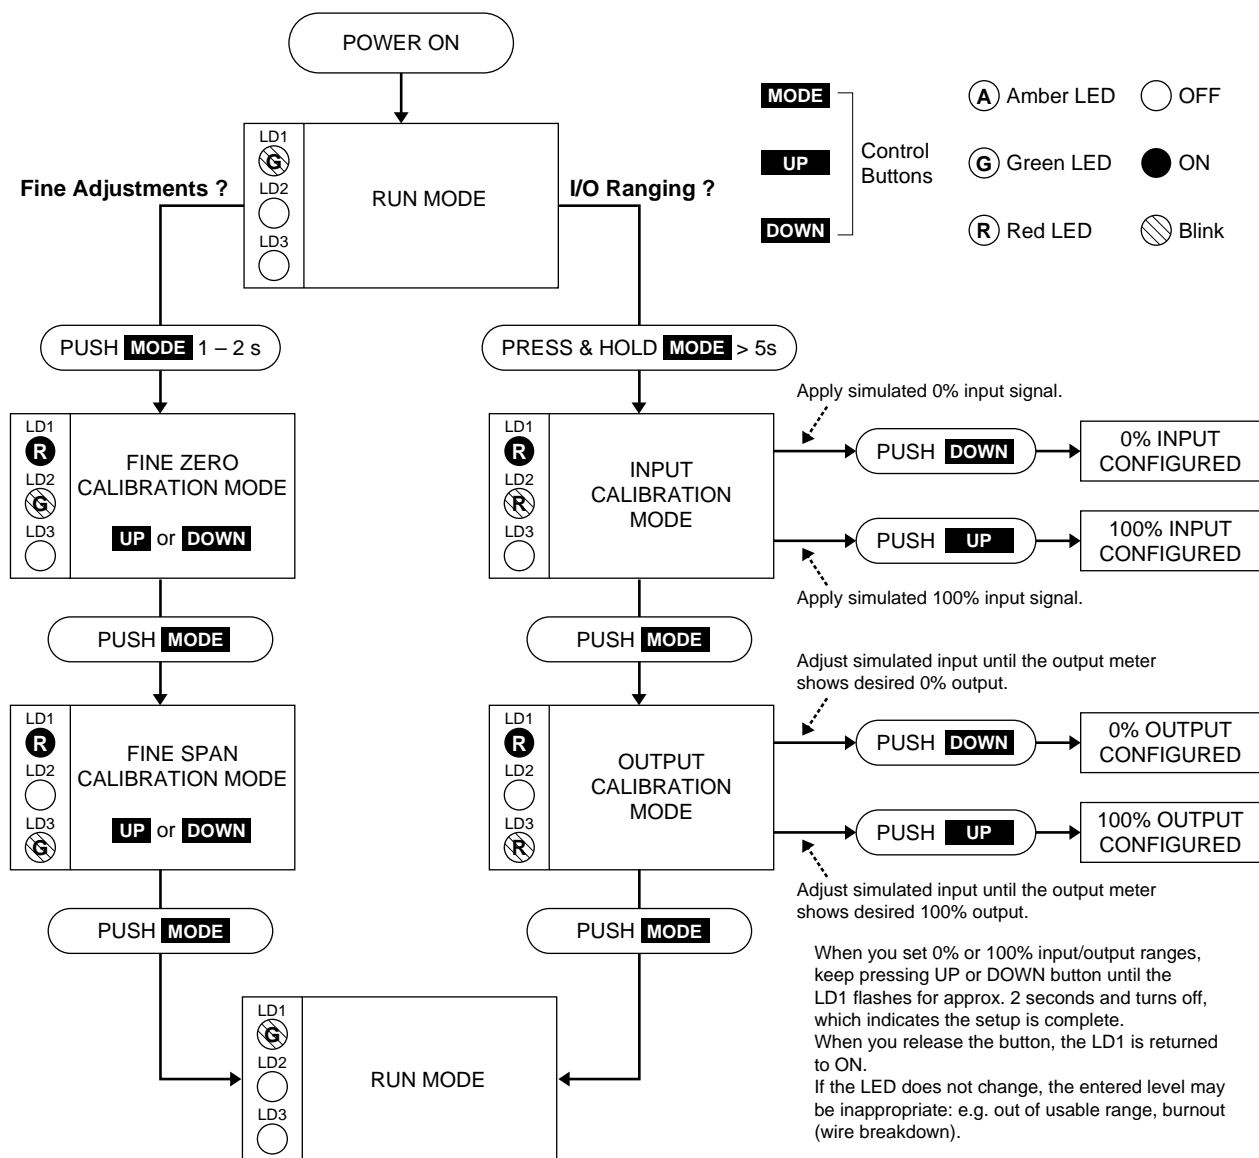 POWER ON
MODE
UP
DOWN
Control
Buttons
A Amber LED
G Green LED
R Red LED
OFF
ON
Blink
Fine Adjustments ?
I/O Ranging ?
LD1
G
LD2
LD3
RUN MODE
PUSH MODE 1 – 2 s
PRESS & HOLD MODE > 5s
LD1
R
LD2
G
LD3
FINE ZERO
CALIBRATION MODE
UP or DOWN
LD1
R
LD2
R
LD3
INPUT
CALIBRATION
MODE
Apply simulated 0% input signal.
PUSH DOWN
0% INPUT
CONFIGURED
PUSH UP
100% INPUT
CONFIGURED
Apply simulated 100% input signal.
PUSH MODE
PUSH MODE
LD1
R
LD2
LD3
G
FINE SPAN
CALIBRATION MODE
UP or DOWN
LD1
R
LD2
LD3
R
OUTPUT
CALIBRATION
MODE
Adjust simulated input until the output meter
shows desired 0% output.
PUSH DOWN
0% OUTPUT
CONFIGURED
PUSH UP
100% OUTPUT
CONFIGURED
Adjust simulated input until the output meter
shows desired 100% output.
PUSH MODE
PUSH MODE
LD1
G
LD2
LD3
RUN MODE
When you set 0% or 100% input/output ranges,
keep pressing UP or DOWN button until the
LD1 flashes for approx. 2 seconds and turns off,
which indicates the setup is complete.
When you release the button, the LD1 is returned
to ON.
If the LED does not change, the entered level may
be inappropriate: e.g. out of usable range, burnout
(wire breakdown).